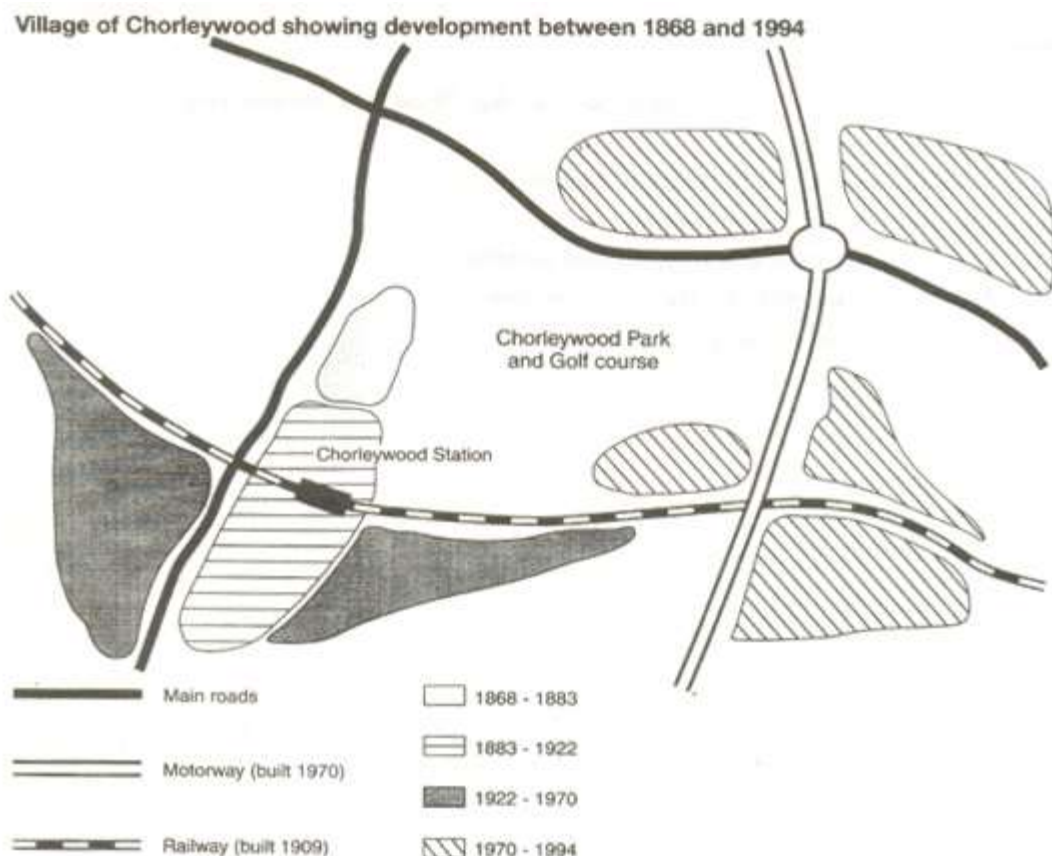 Village of Chorleywood showing development between 1868 and 1994
Chorleywood Park
and Golf course
Chorleywood Station
Main roads
Motorway (built 1970)
Railway (built 1909)
1868 - 1883
1883 - 1922
1922 - 1970
1970 - 1994